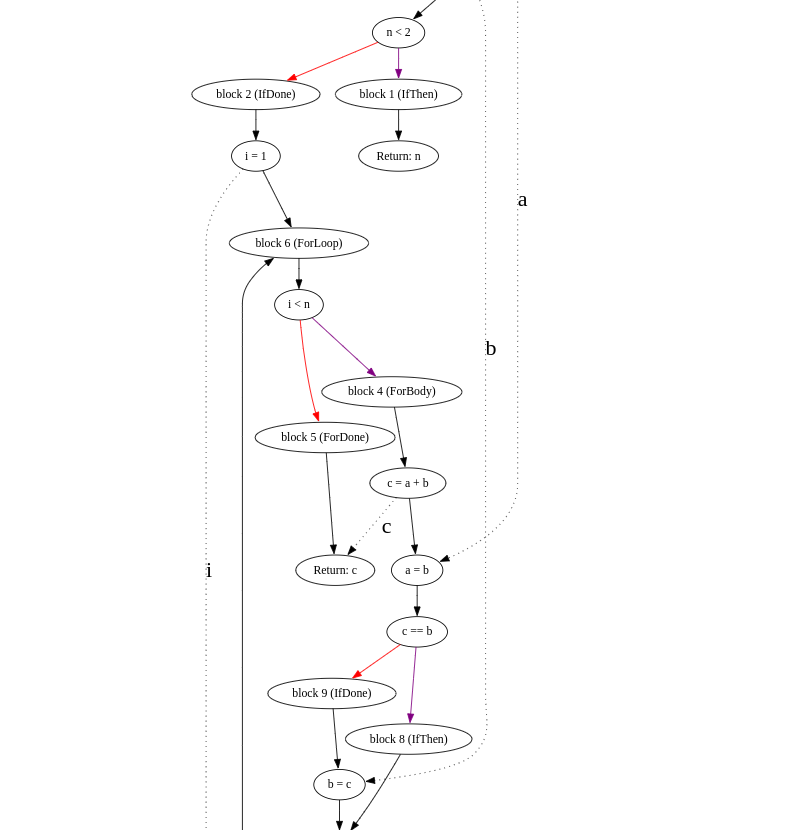 n < 2
block 2 (IfDone)
block 1 (IfThen)
i = 1
Return: n
a
block 6 (ForLoop)
i < n
b
block 4 (ForBody)
block 5 (ForDone)
c = a + b
c
i
Return: c
a = b
c == b
block 9 (IfDone)
block 8 (IfThen)
b = c